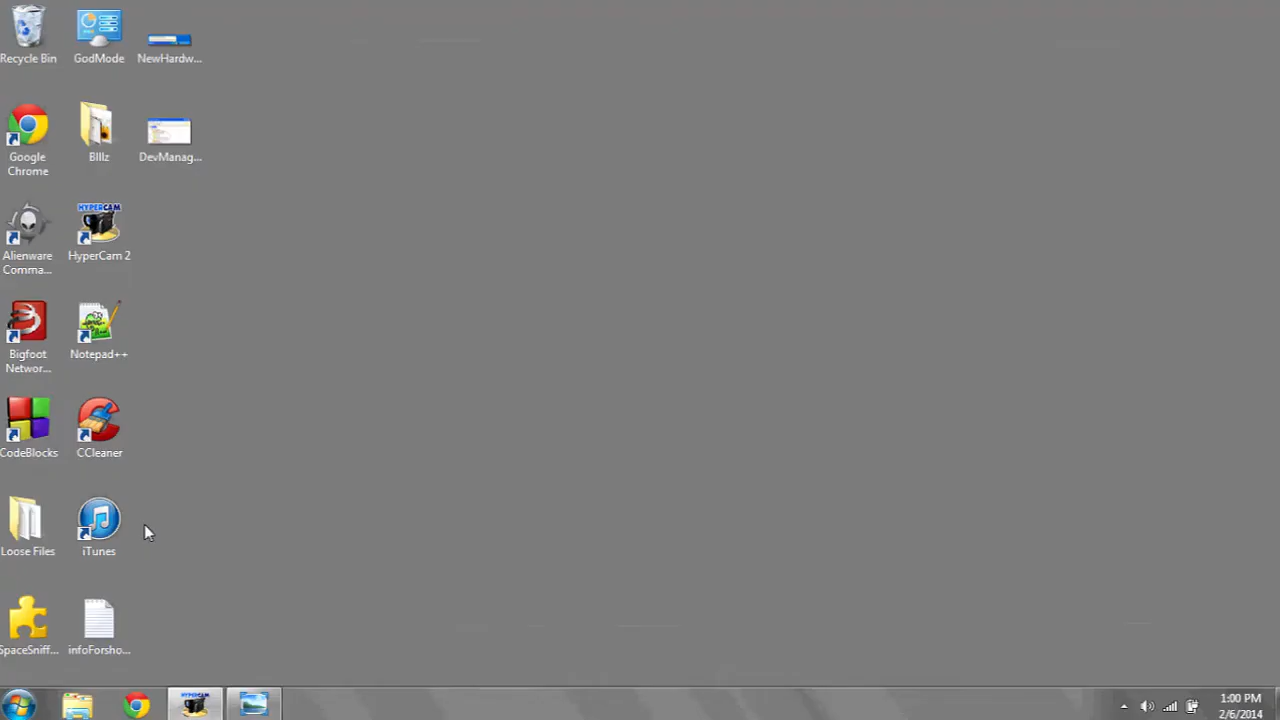 Recycle Bin
GodMode
NewHardw...
Google
Chrome
BIllz
DevManag...
Alienware
Comma...
HYPERCAM
HyperCam 2
Bigfoot
Networ...
Notepad++
CodeBlocks
CCleaner
Loose Files
iTunes
SpaceSniff...
infoForsho...
HYPERCAM
1:00 PM
2/6/2014